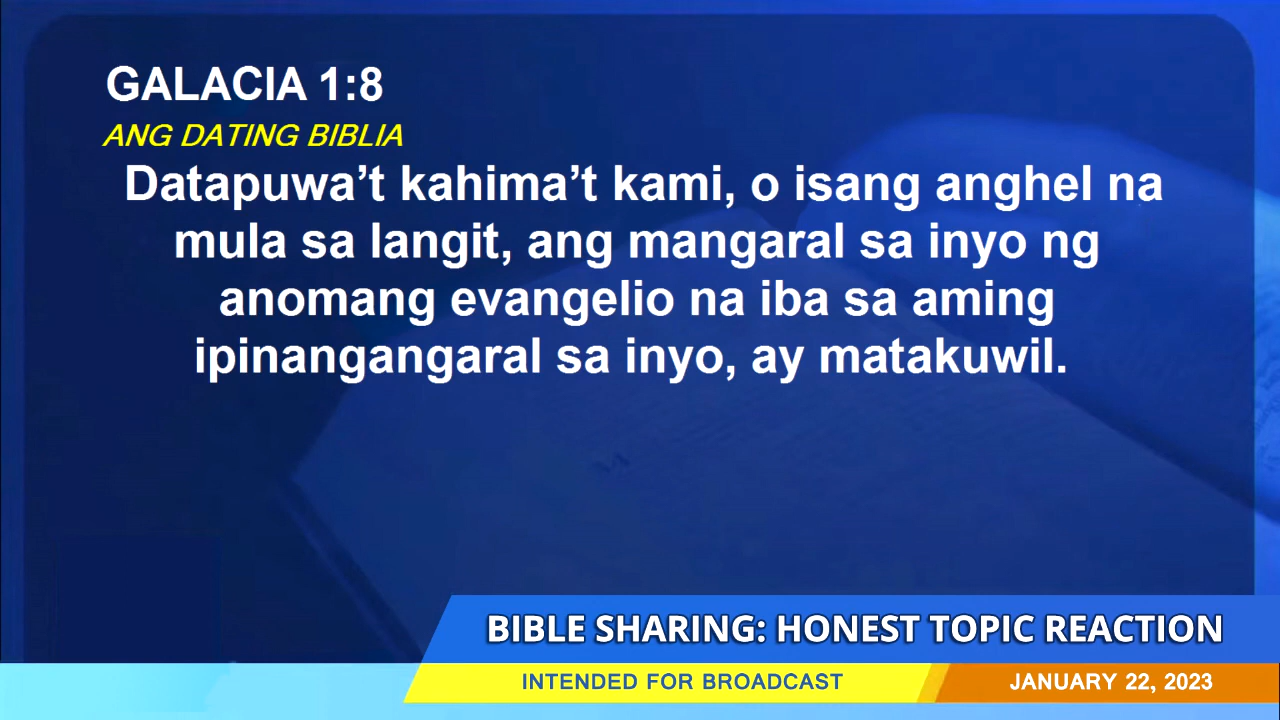 GALACIA 1:8
ANG DATING BIBLIA
Datapuwa’t kahima’t kami, o isang anghel na
mula sa langit, ang mangaral sa inyo ng
anomang evangelio na iba sa aming
ipinangangaral sa inyo, ay matakuwil.
BIBLE SHARING: HONEST TOPIC REACTION
INTENDED FOR BROADCAST
JANUARY 22, 2023